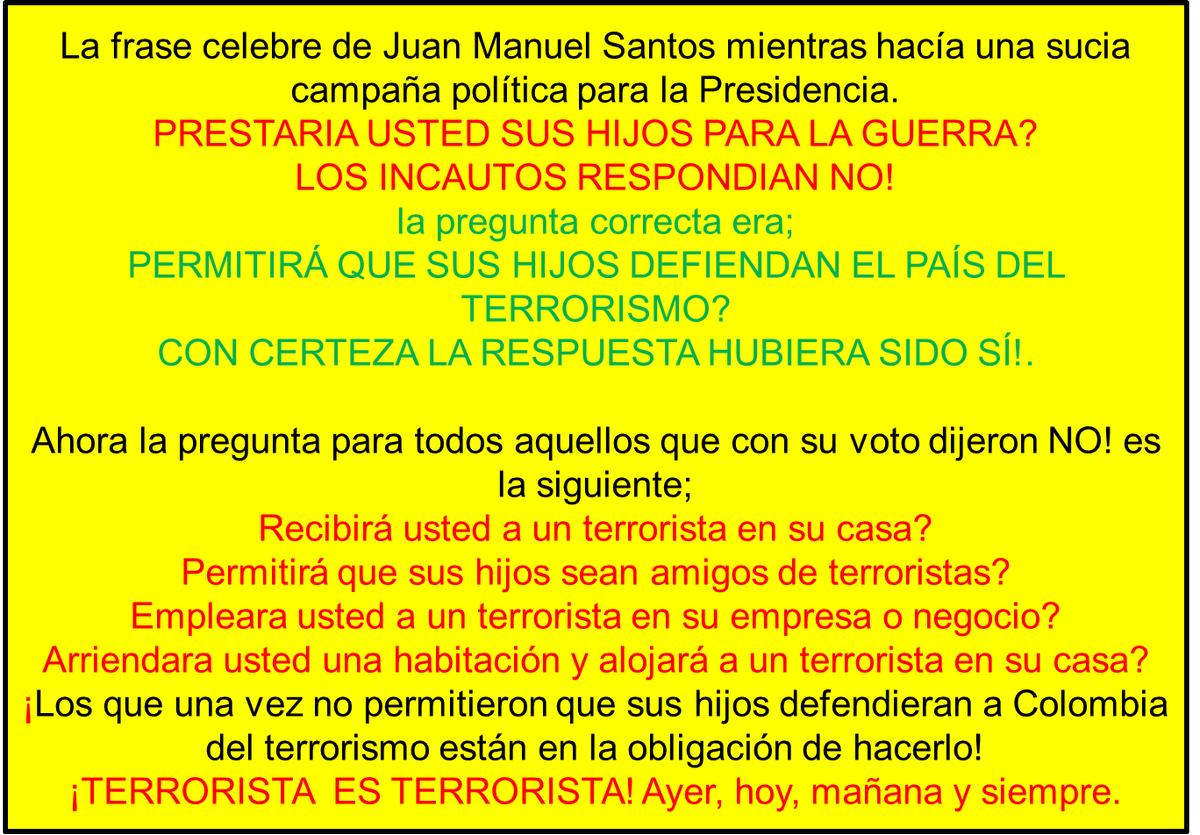 La frase celebre de Juan Manuel Santos mientras hacía una sucia
campaña política para la Presidencia.
PRESTARIA USTED SUS HIJOS PARA LA GUERRA?
LOS INCAUTOS RESPONDIAN NO!
la pregunta correcta era;
PERMITIRÁ QUE SUS HIJOS DEFIENDAN EL PAÍS DEL
TERRORISMO?
CON CERTEZA LA RESPUESTA HUBIERA SIDO SÍ!.
Ahora la pregunta para todos aquellos que con su voto dijeron NO! es
la siguiente;
Recibirá usted a un terrorista en su casa?
Permitirá que sus hijos sean amigos de terroristas?
Empleara usted a un terrorista en su empresa o negocio?
Arriendara usted una habitación y alojará a un terrorista en su casa?
¡Los que una vez no permitieron que sus hijos defendieran a Colombia
del terrorismo están en la obligación de hacerlo!
¡TERRORISTA  ES TERRORISTA! Ayer, hoy, mañana y siempre.